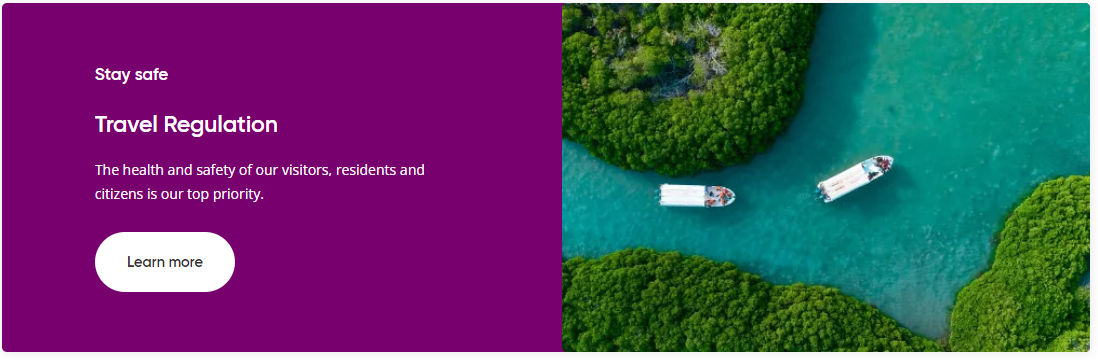 Stay safe
Travel Regulation
The health and safety of our visitors, residents and
citizens is our top priority.
Learn more